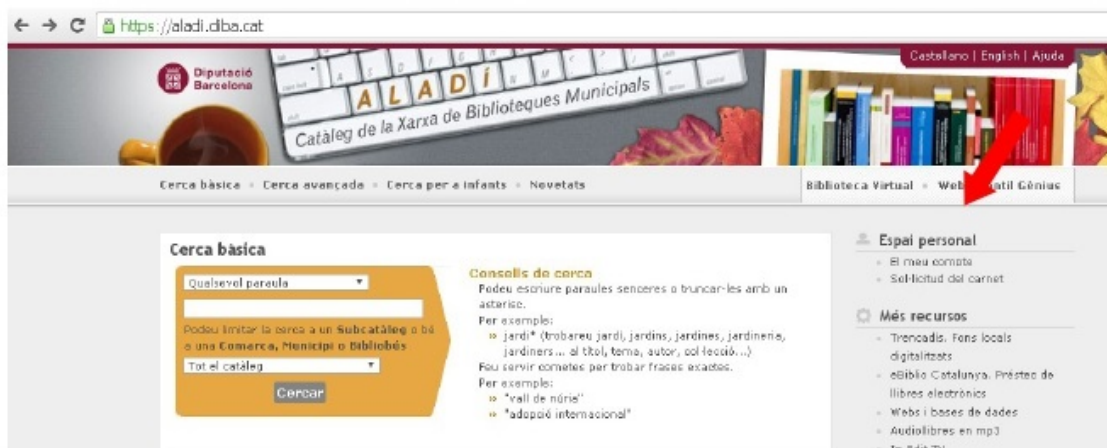 https://aladi.diba.cat
Castellano | English | Ajuda
Diputació
Barcelona
ALADÍ
Catàleg de la Xarxa de Biblioteques Municipals
Cerca bàsica Cerca avançada Cerca per a infants Novetats
Biblioteca Virtual Web Gènius
Cerca bàsica
Qualsevol paraula
Podeu limitar la cerca a un Subcatàleg o bé
a una Comarca, Municipi o Bibliobús
Tot el catàleg
Cercar
Consells de cerca
Podeu escriure paraules senceres o truncar-les amb un
asterisc.
Per exemple:
» jardi* (trobareu jardí, jardins, jardines, jardineria,
jardiners... al títol, tema, autor, col·lecció...)
Feu servir cometes per trobar frases exactes.
Per exemple:
» "vall de núria"
» "adopció internacional"
Espai personal
El meu compte
Sol·licitud del carnet
Més recursos
Trencadís. Fons locals
digitalitzats
eBiblio Catalunya. Préstec de
llibres electrònics
Webs i bases de dades
Audiollibres en mp3